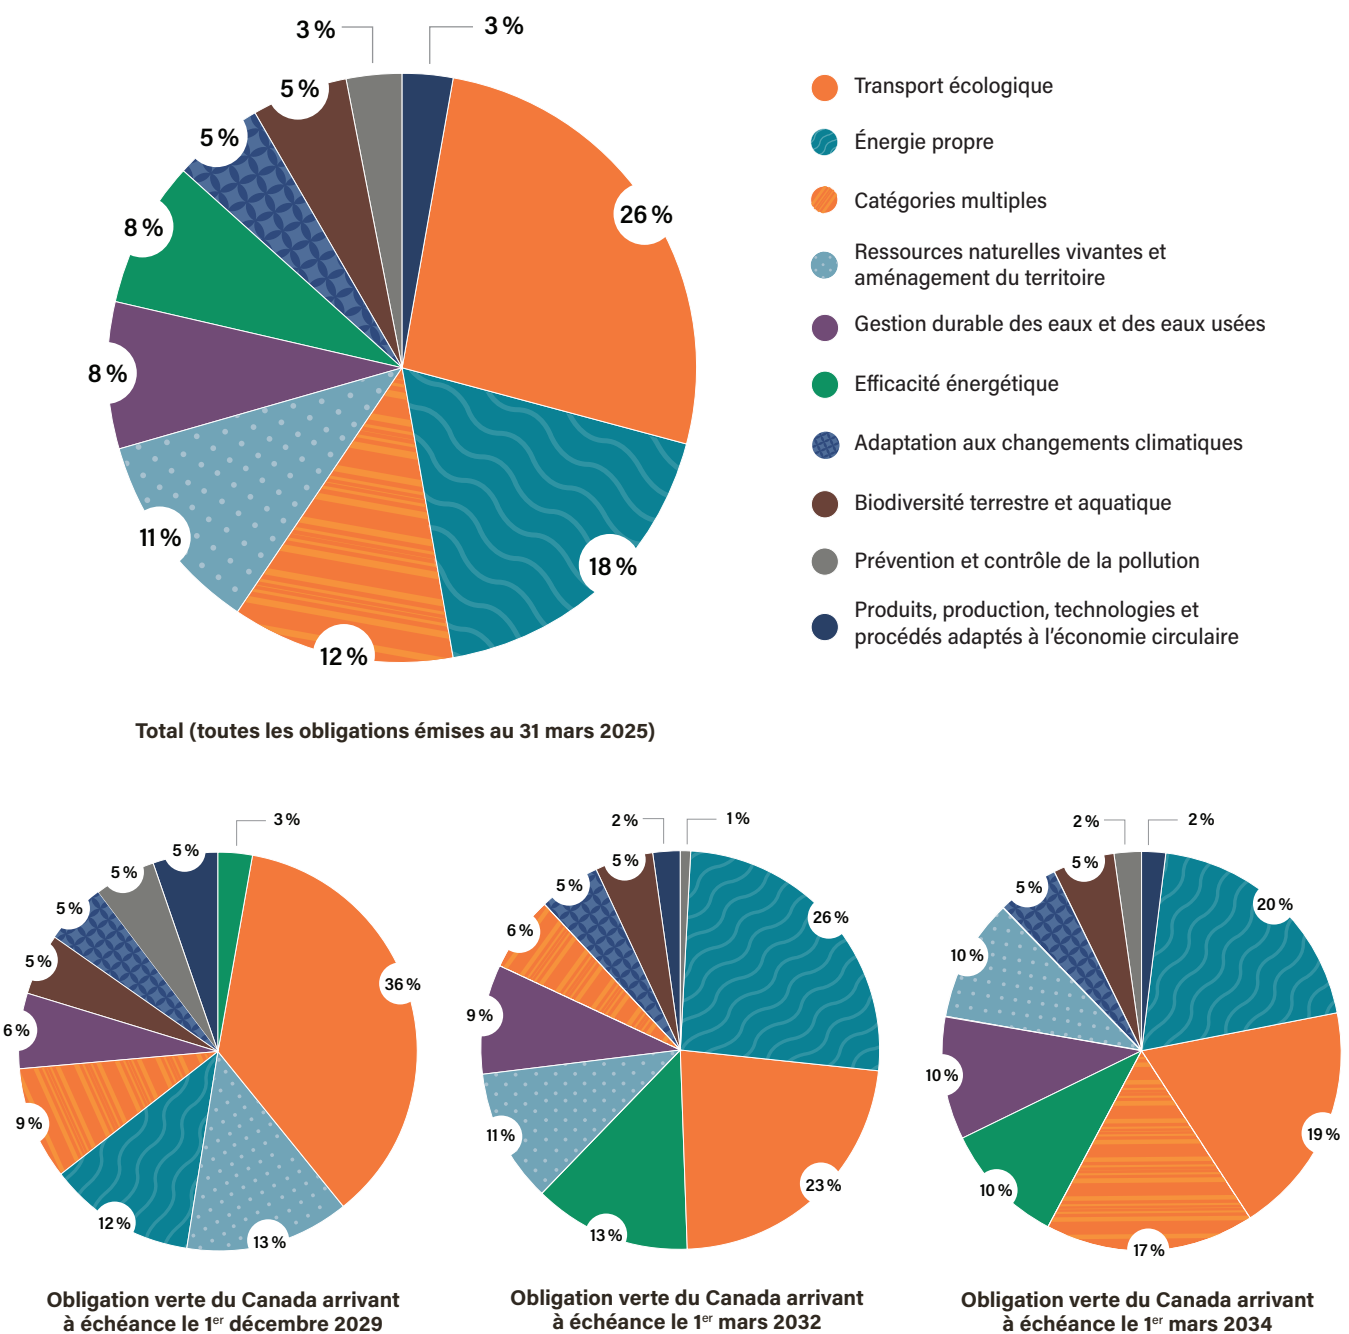 3 %
3 %
5 %
5 %
26 %
8 %
8 %
11 %
18 %
12 %
Transport écologique
Énergie propre
Catégories multiples
Ressources naturelles vivantes et
aménagement du territoire
Gestion durable des eaux et des eaux usées
Efficacité énergétique
Adaptation aux changements climatiques
Biodiversité terrestre et aquatique
Prévention et contrôle de la pollution
Produits, production, technologies et
procédés adaptés à l'économie circulaire
Total (toutes les obligations émises au 31 mars 2025)
3 %
5 %
5 %
5 %
5 %
36 %
6 %
9 %
12 %
13 %
Obligation verte du Canada arrivant
à échéance le 1er décembre 2029
2 %
1 %
5 %
5 %
26 %
6 %
9 %
11 %
23 %
13 %
Obligation verte du Canada arrivant
à échéance le 1er mars 2032
2 %
2 %
5 %
5 %
20 %
10 %
10 %
19 %
10 %
17 %
Obligation verte du Canada arrivant
à échéance le 1er mars 2034